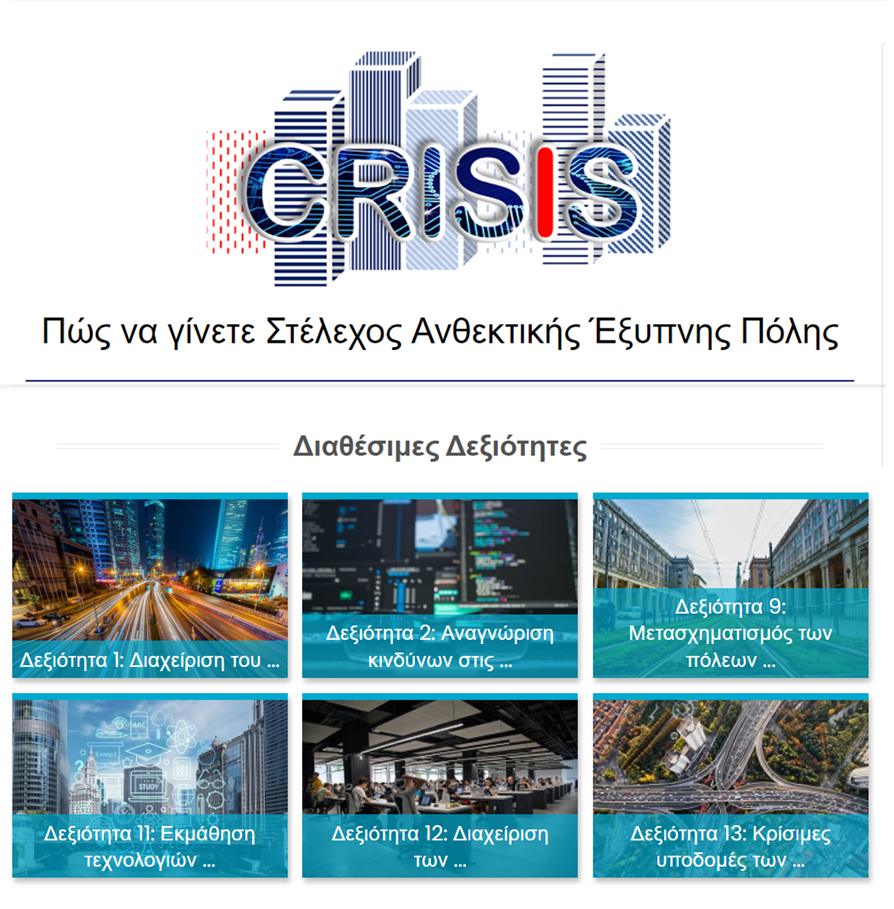 CRISIS
Πώς να γίνετε Στέλεχος Ανθεκτικής Έξυπνης Πόλης
Διαθέσιμες Δεξιότητες
Δεξιότητα 1: Διαχείριση του ...
Δεξιότητα 2: Αναγνώριση
κινδύνων στις ...
Δεξιότητα 9:
Μετασχηματισμός των
πόλεων ...
STUDY
Δεξιότητα 11: Εκμάθηση
τεχνολογιών ...
Δεξιότητα 12: Διαχείριση
των ...
Δεξιότητα 13: Κρίσιμες
υποδομές των ...